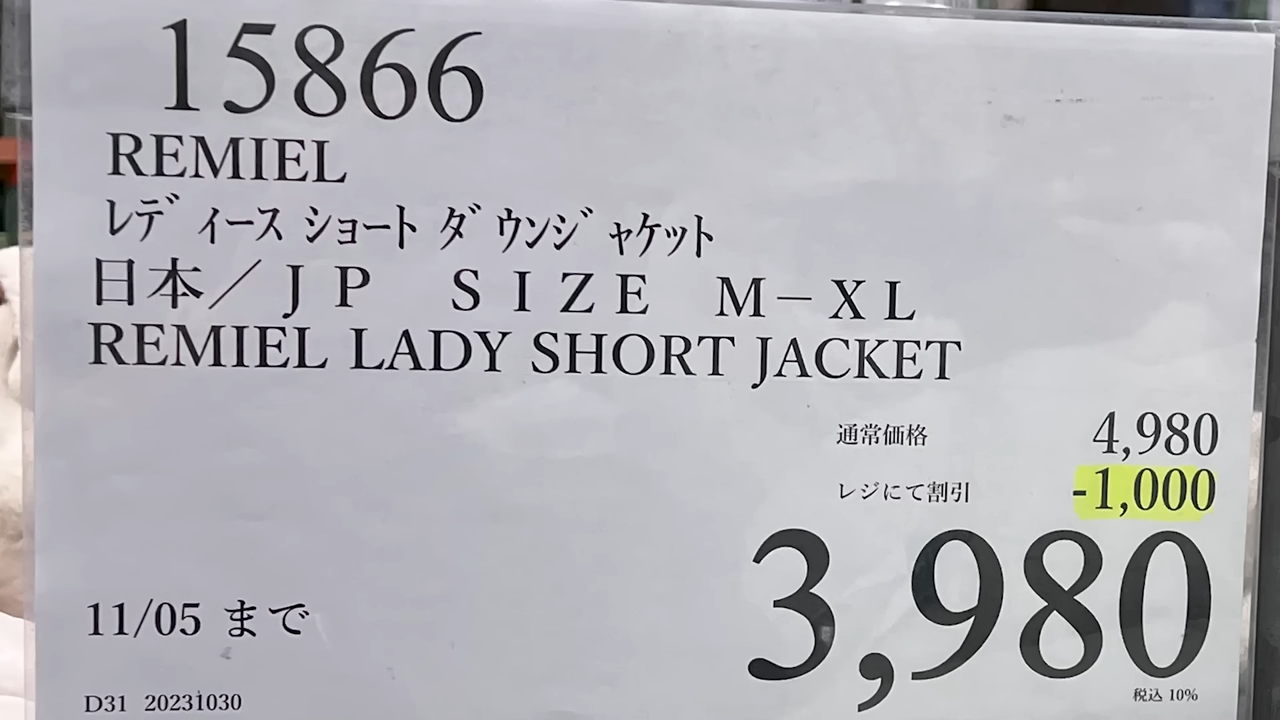 15866
REMIEL
レディース ショート ダウンジャケット
日本／ＪＰ　ＳＩＺＥ　Ｍ－ＸＬ
REMIEL LADY SHORT JACKET
通常価格 4,980
レジにて割引 -1,000
3,980
11/05 まで
税込 10%
D31 20231030